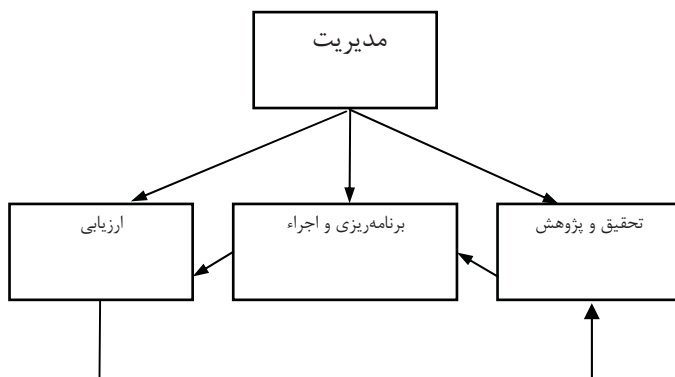 مدیریت
تحقیق و پژوهش
برنامه‌ریزی و اجراء
ارزیابی